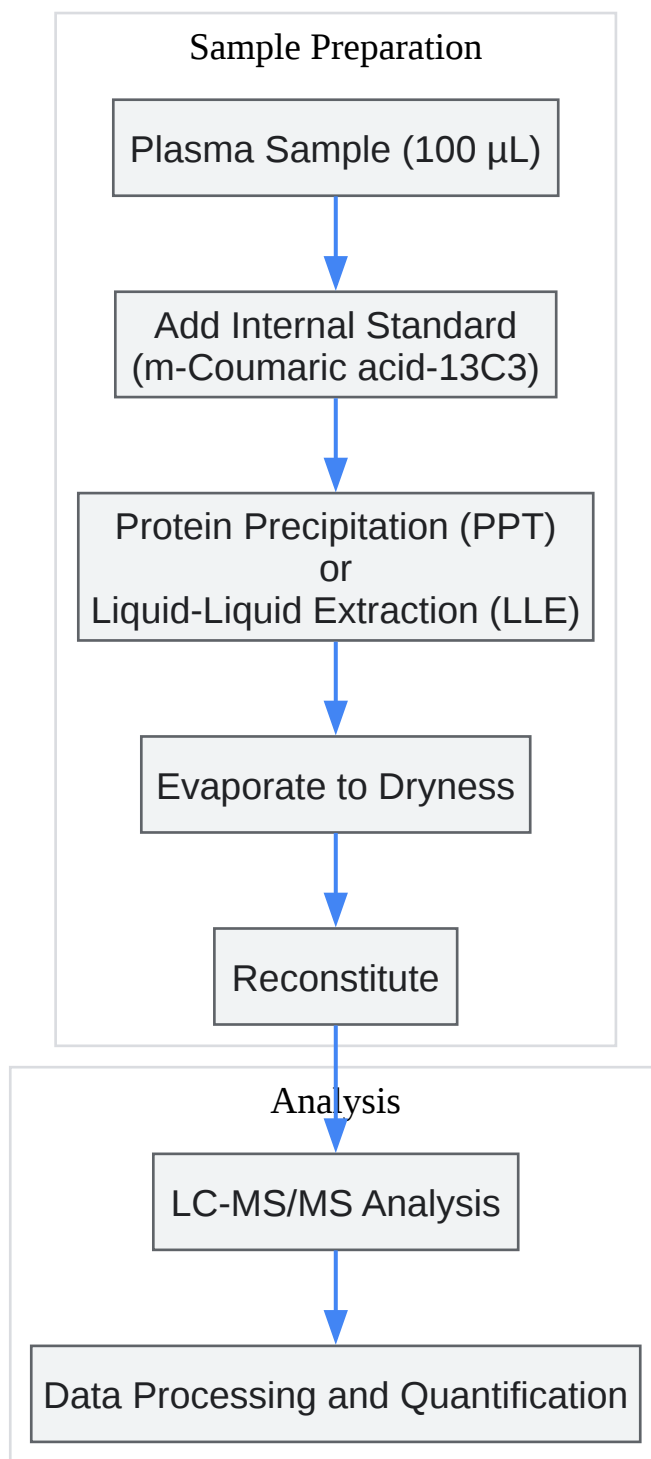 Sample Preparation
Plasma Sample (100 µL)
Add Internal Standard
(m-Coumaric acid-13C3)
Protein Precipitation (PPT)
or
Liquid-Liquid Extraction (LLE)
Evaporate to Dryness
Reconstitute
Analysis
LC-MS/MS Analysis
Data Processing and Quantification